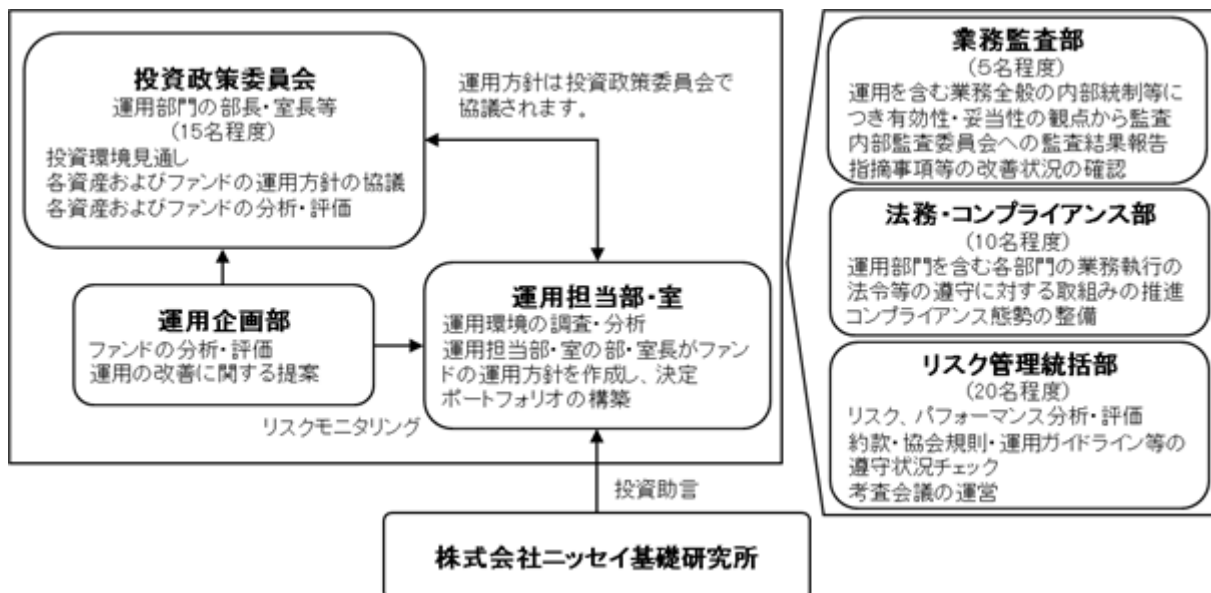 投資政策委員会
運用部門の部長・室長等
(15名程度)
投資環境見通し
各資産およびファンドの運用方針の協議
各資産およびファンドの分析・評価
運用方針は投資政策委員会で
協議されます。
運用企画部
ファンドの分析・評価
運用の改善に関する提案
リスクモニタリング
運用担当部・室
運用環境の調査・分析
運用担当部・室の部・室長がファン
ドの運用方針を作成し、決定
ポートフォリオの構築
投資助言
株式会社ニッセイ基礎研究所
業務監査部
(5名程度)
運用を含む業務全般の内部統制等に
つき有効性・妥当性の観点から監査
内部監査委員会への監査結果報告
指摘事項等の改善状況の確認
法務・コンプライアンス部
(10名程度)
運用部門を含む各部門の業務執行の
法令等の遵守に対する取組みの推進
コンプライアンス態勢の整備
リスク管理統括部
(20名程度)
リスク、パフォーマンス分析・評価
約款・協会規則・運用ガイドライン等の
遵守状況チェック
考査会議の運営